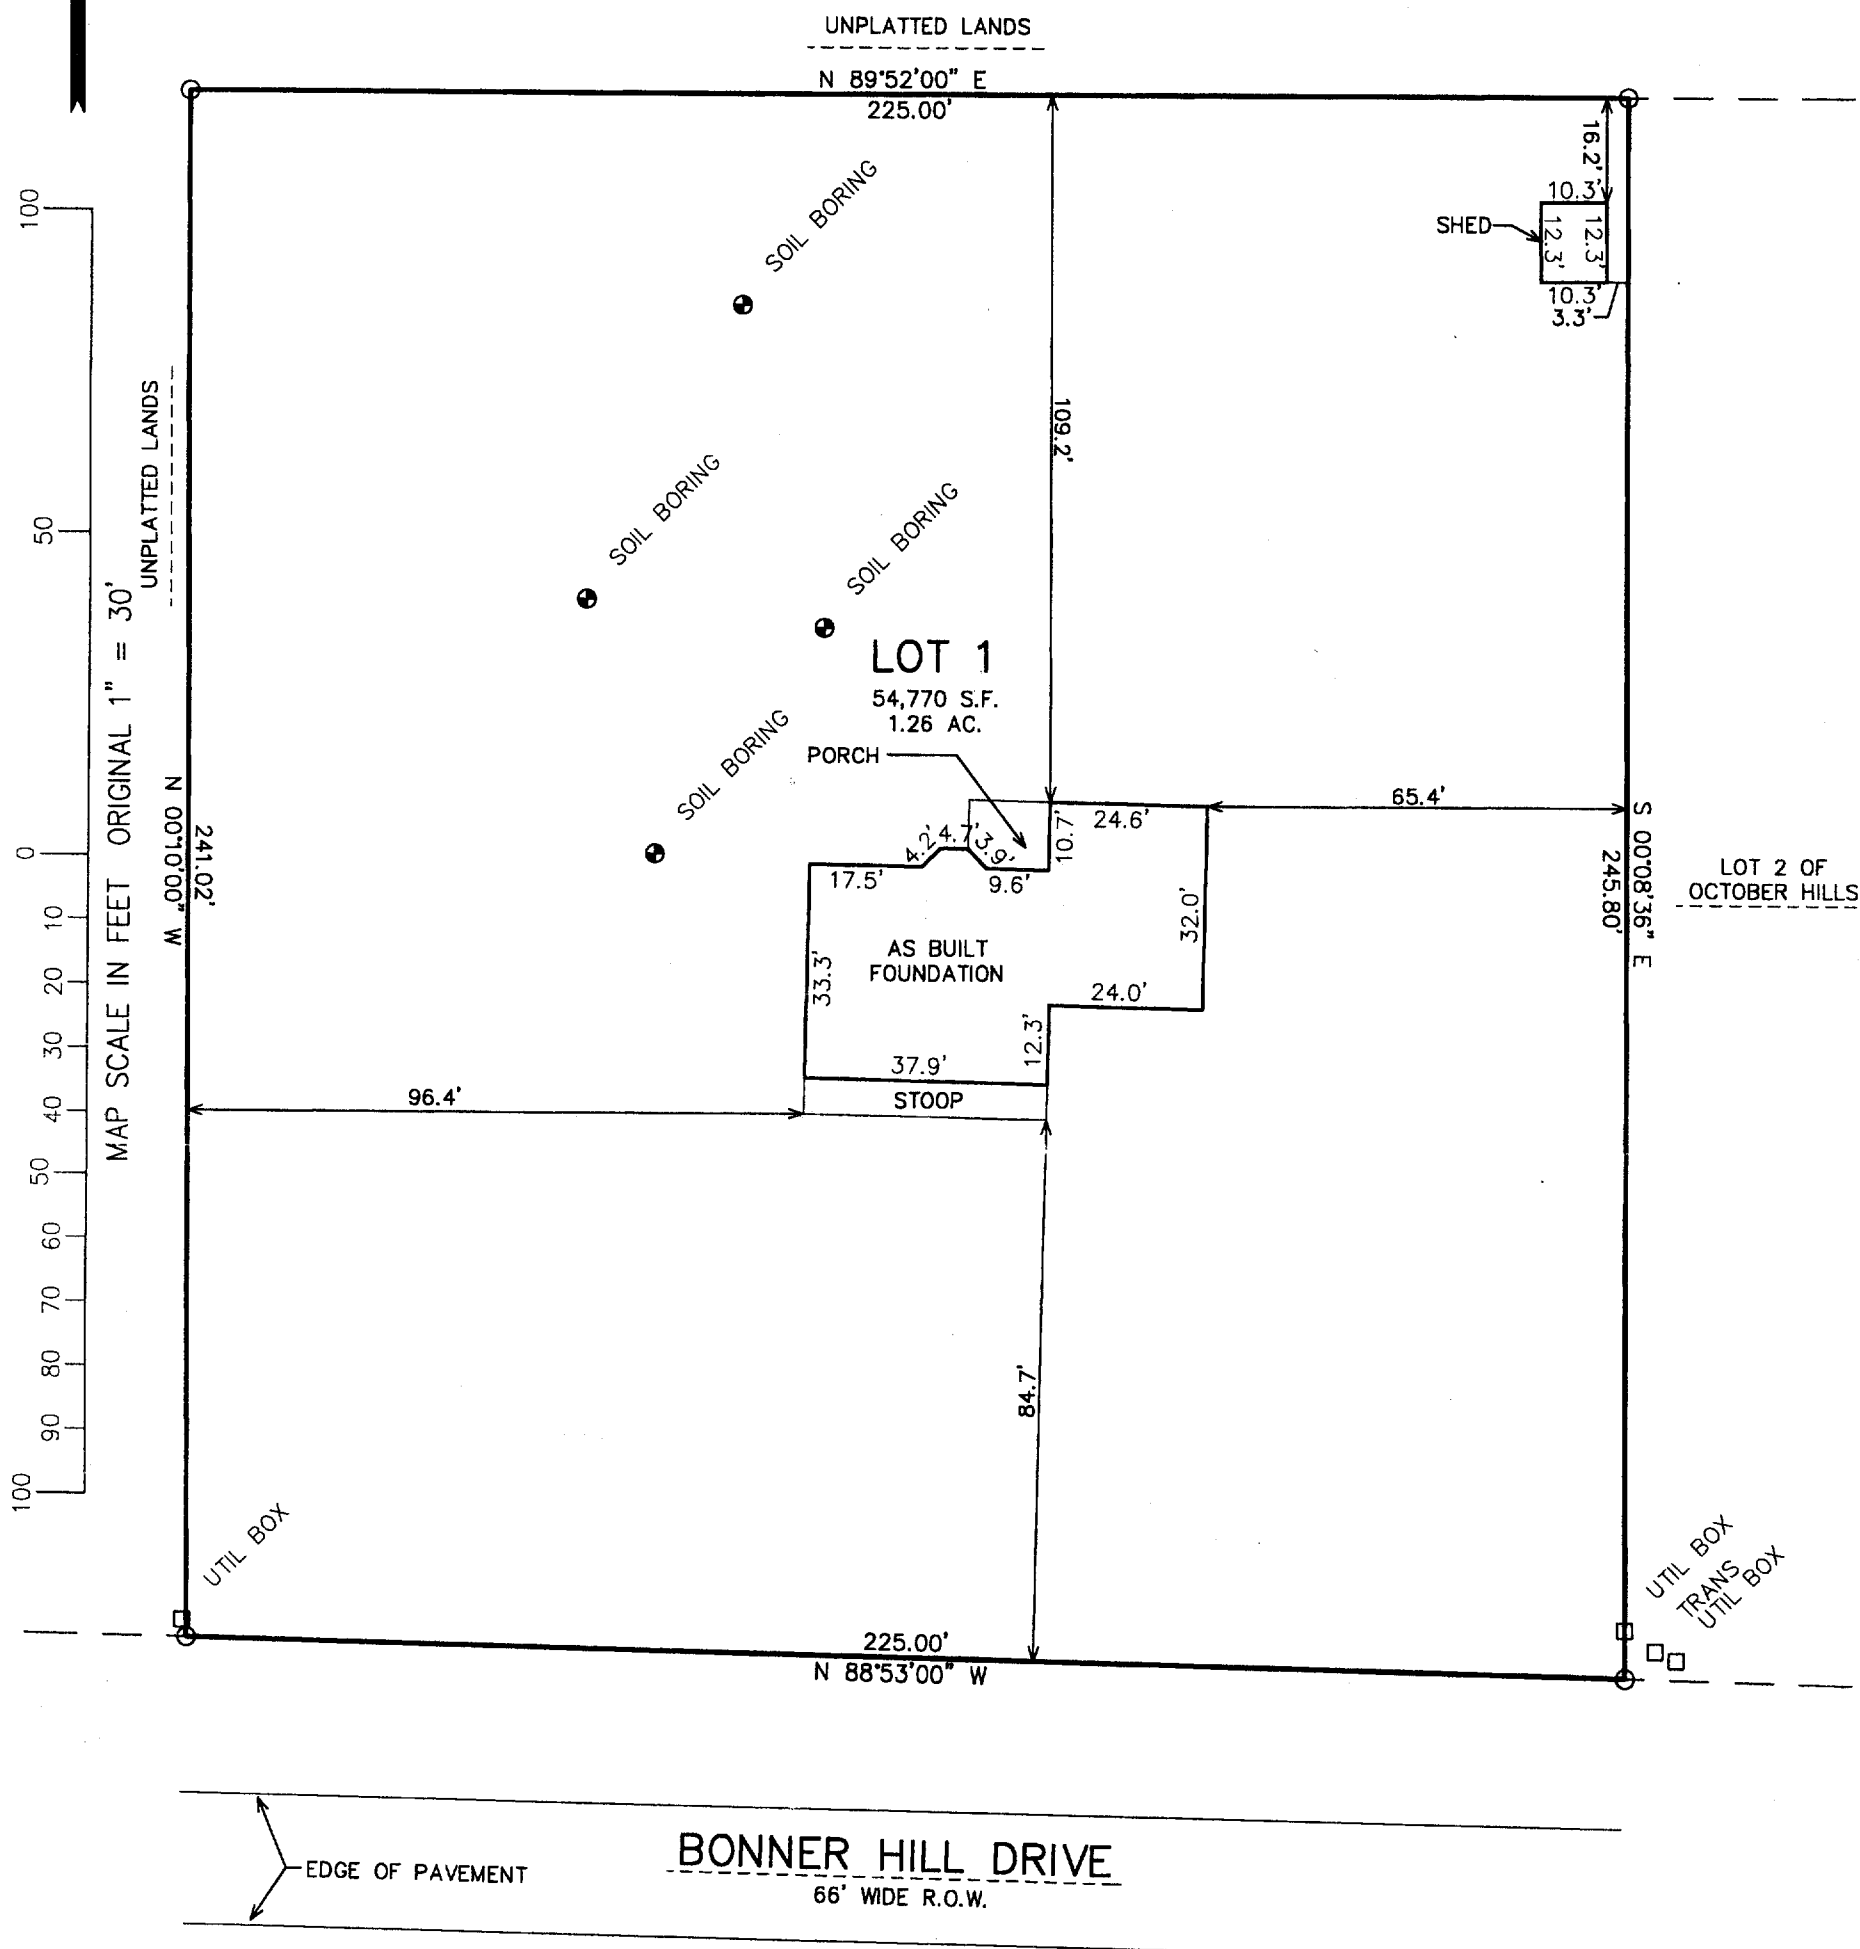 UNPLATTED LANDS
N 89°52'00" E
225.00'
16.2'
10.3'
SHED
12.3'
12.3'
10.3'
3.3'
SOIL BORING
109.2'
SOIL BORING
SOIL BORING
UNPLATTED LANDS
100
50
0
10
20
30
40
50
60
70
80
90
100
MAP SCALE IN FEET ORIGINAL 1" = 30'
LOT 1
54,770 S.F.
1.26 AC.
PORCH
SOIL BORING
N 00°10'00" W
241.02'
65.4'
24.6'
10.7'
4.2'
4.7'
3.9'
17.5'
9.6'
S 00°08'36" E
245.80'
LOT 2 OF
OCTOBER HILLS
32.0'
AS BUILT
FOUNDATION
33.3'
24.0'
12.3'
37.9'
STOOP
96.4'
84.7'
UTIL BOX
UTIL BOX
TRANS
UTIL BOX
225.00'
N 88°53'00" W
EDGE OF PAVEMENT
BONNER HILL DRIVE
66' WIDE R.O.W.